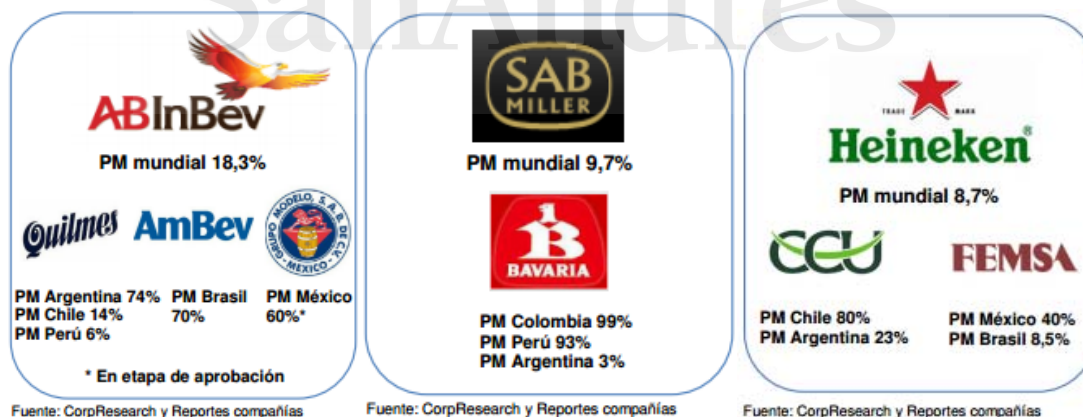 SanAndrés
ABInBev
PM mundial 18,3%
Quilmes
AmBev
GRUPO MODELO, S.A.B. DE C.V.
- MEXICO -
PM Argentina 74%
PM Chile 14%
PM Perú 6%
PM Brasil
70%
PM México
60%*
* En etapa de aprobación
Fuente: CorpResearch y Reportes compañías
SAB
MILLER
PM mundial 9,7%
B
BAVARIA
PM Colombia 99%
PM Perú 93%
PM Argentina 3%
Fuente: CorpResearch y Reportes compañías
TRADE MARK
Heineken®
PM mundial 8,7%
CCU
FEMSA
PM Chile 80%
PM Argentina 23%
PM México 40%
PM Brasil 8,5%
Fuente: CorpResearch y Reportes compañías